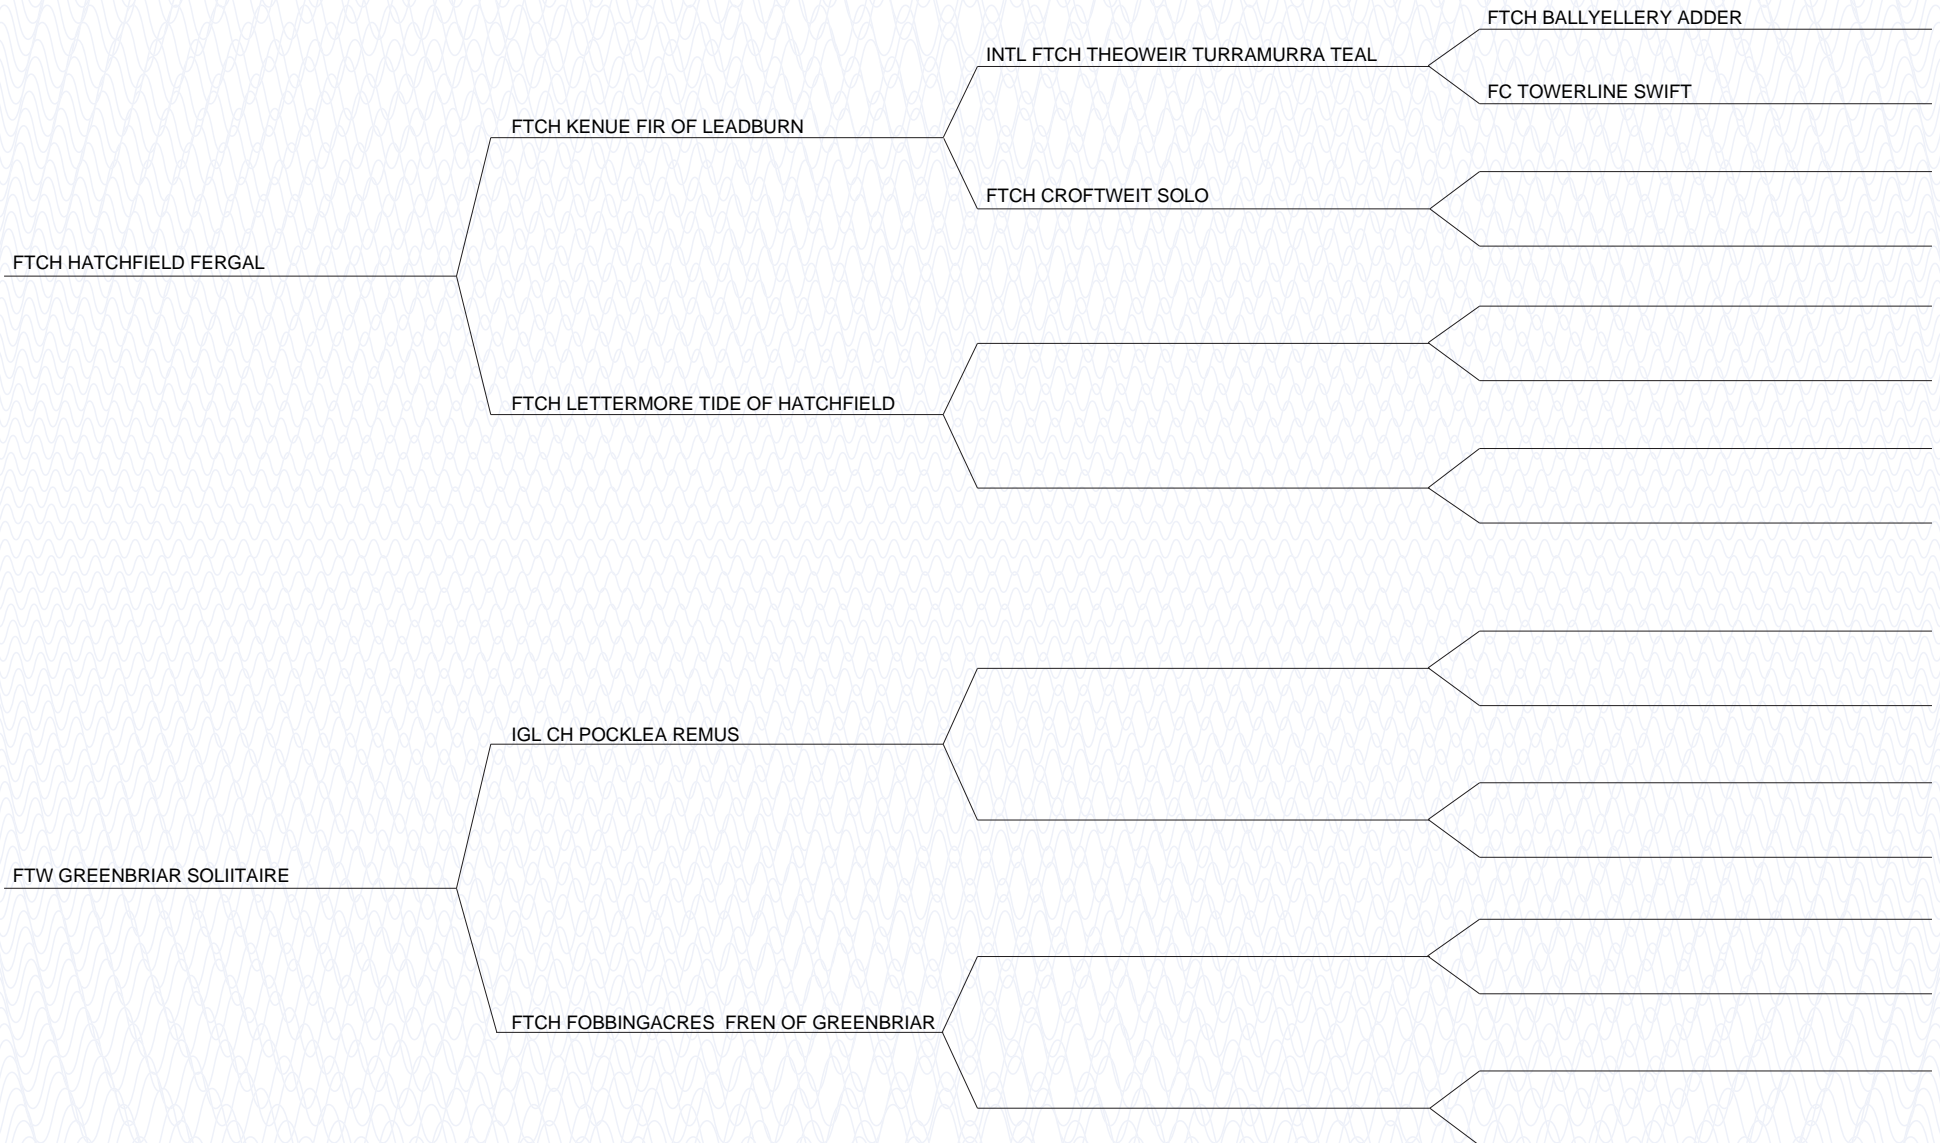 FTCH BALLYELLERY ADDER
INTL FTCH THEOWEIR TURRAMURRA TEAL
FC TOWERLINE SWIFT
FTCH KENUE FIR OF LEADBURN
FTCH CROFTWEIT SOLO
FTCH HATCHFIELD FERGAL
FTCH LETTERMORE TIDE OF HATCHFIELD
IGL CH POCKLEA REMUS
FTW GREENBRIAR SOLIITAIRE
FTCH FOBBINGACRES  FREN OF GREENBRIAR